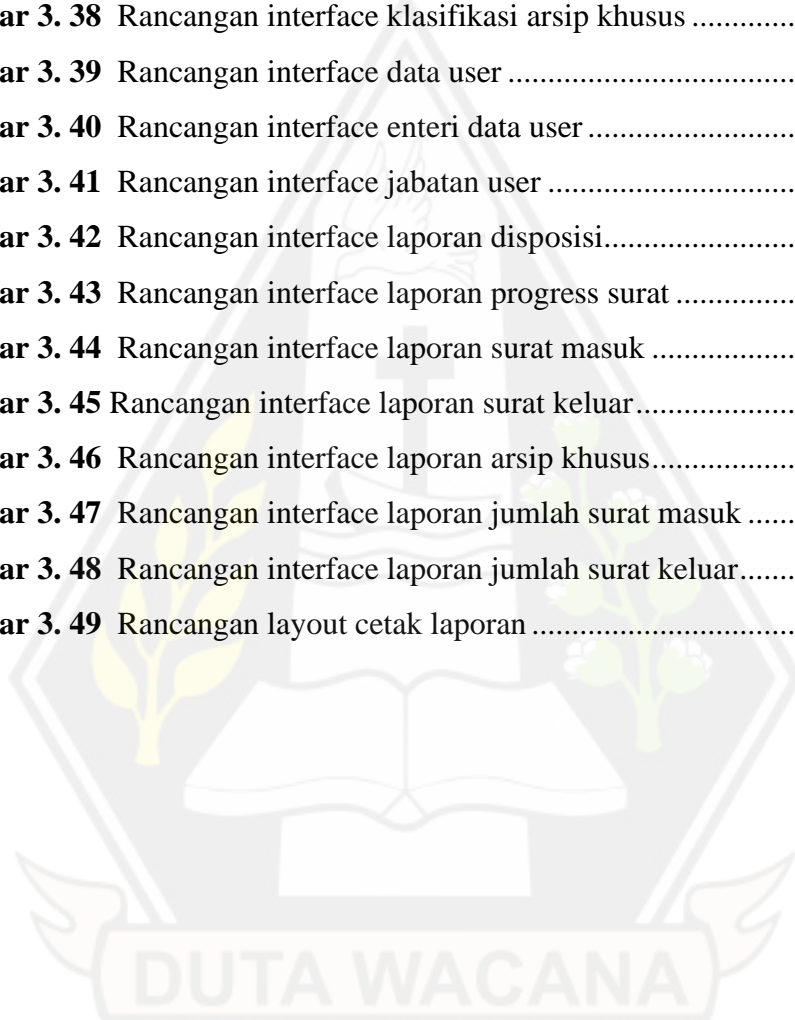 ar 3. 38 Rancangan interface klasifikasi arsip khusus .............
ar 3. 39 Rancangan interface data user ....................................
ar 3. 40 Rancangan interface enteri data user ..........................
ar 3. 41 Rancangan interface jabatan user ...............................
ar 3. 42 Rancangan interface laporan disposisi........................
ar 3. 43 Rancangan interface laporan progress surat ...............
ar 3. 44 Rancangan interface laporan surat masuk ..................
ar 3. 45 Rancangan interface laporan surat keluar....................
ar 3. 46 Rancangan interface laporan arsip khusus..................
ar 3. 47 Rancangan interface laporan jumlah surat masuk ......
ar 3. 48 Rancangan interface laporan jumlah surat keluar.......
ar 3. 49 Rancangan layout cetak laporan .................................
DUTA WACANA